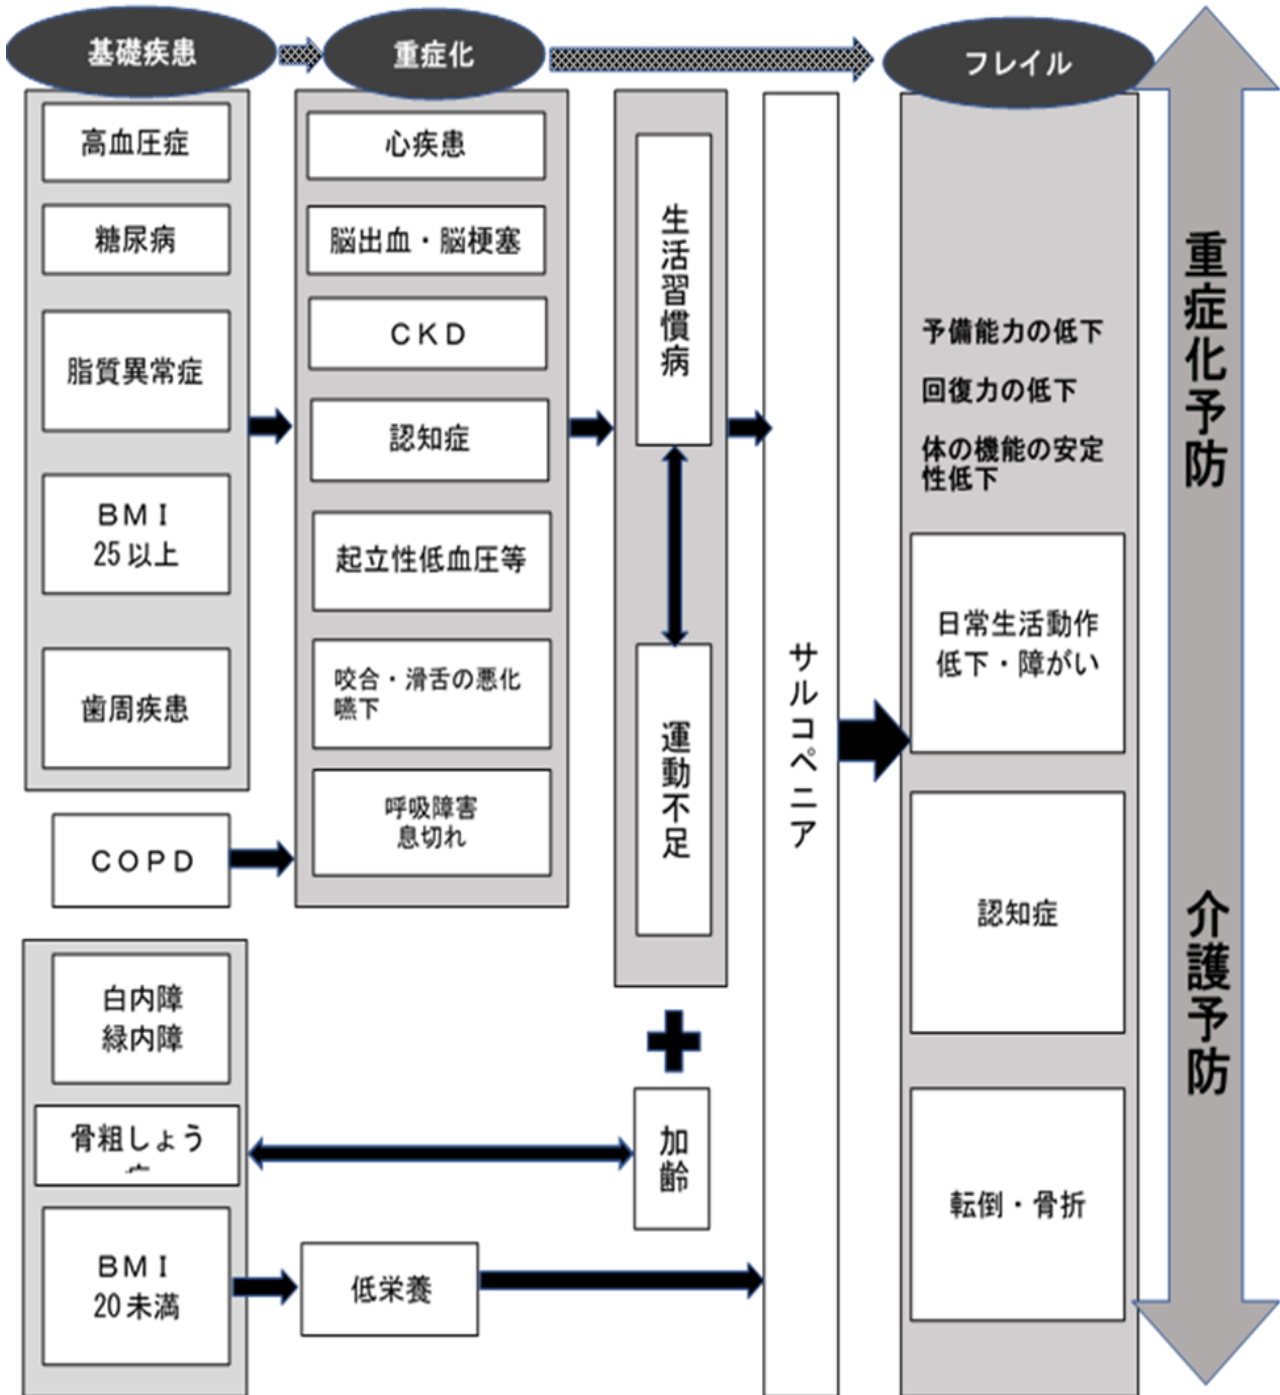 基礎疾患
重症化
フレイル
高血圧症
糖尿病
脂質異常症
ＢＭＩ
25以上
歯周疾患
ＣＯＰＤ
白内障
緑内障
骨粗しょう
ＢＭＩ
20未満
心疾患
脳出血・脳梗塞
ＣＫＤ
認知症
起立性低血圧等
咬合・滑舌の悪化
嚥下
呼吸障害
息切れ
低栄養
生活習慣病
運動不足
加齢
サルコペニア
予備能力の低下
回復力の低下
体の機能の安定
性低下
日常生活動作
低下・障がい
認知症
転倒・骨折
重症化予防
介護予防